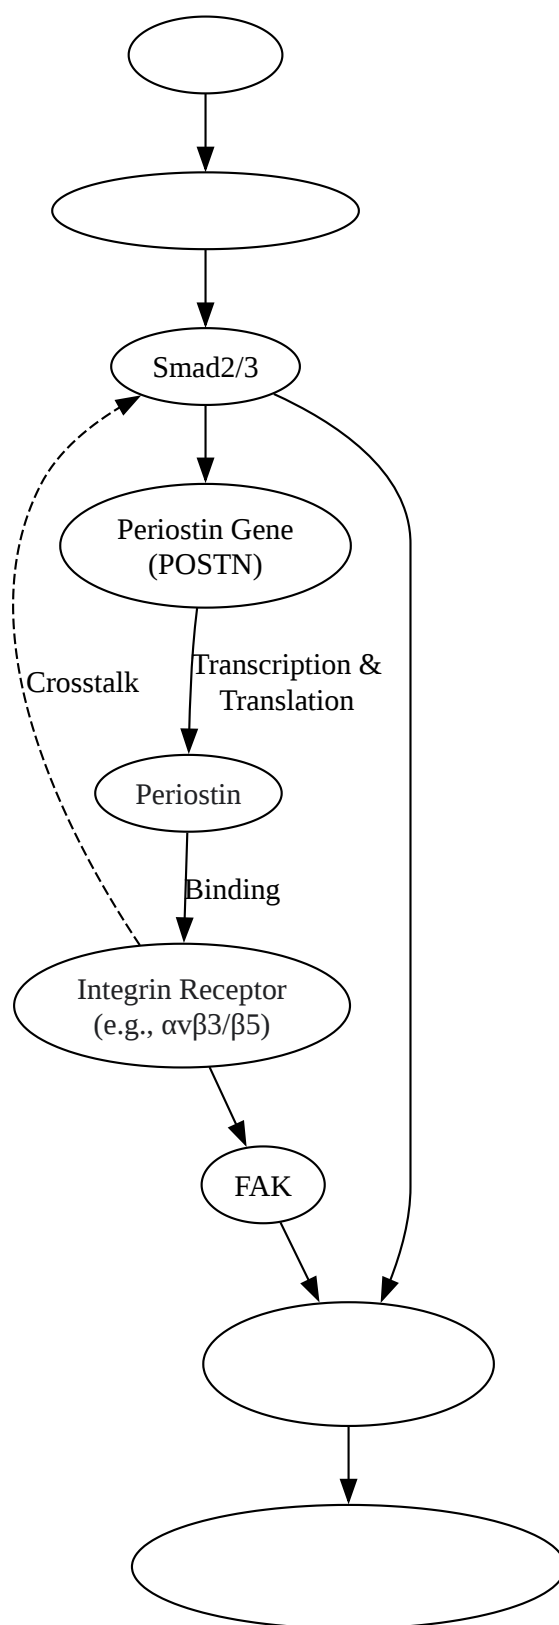 Smad2/3
Periostin Gene
(POSTN)
Transcription &
Translation
Crosstalk
Periostin
Binding
Integrin Receptor
(e.g., αvβ3/β5)
FAK